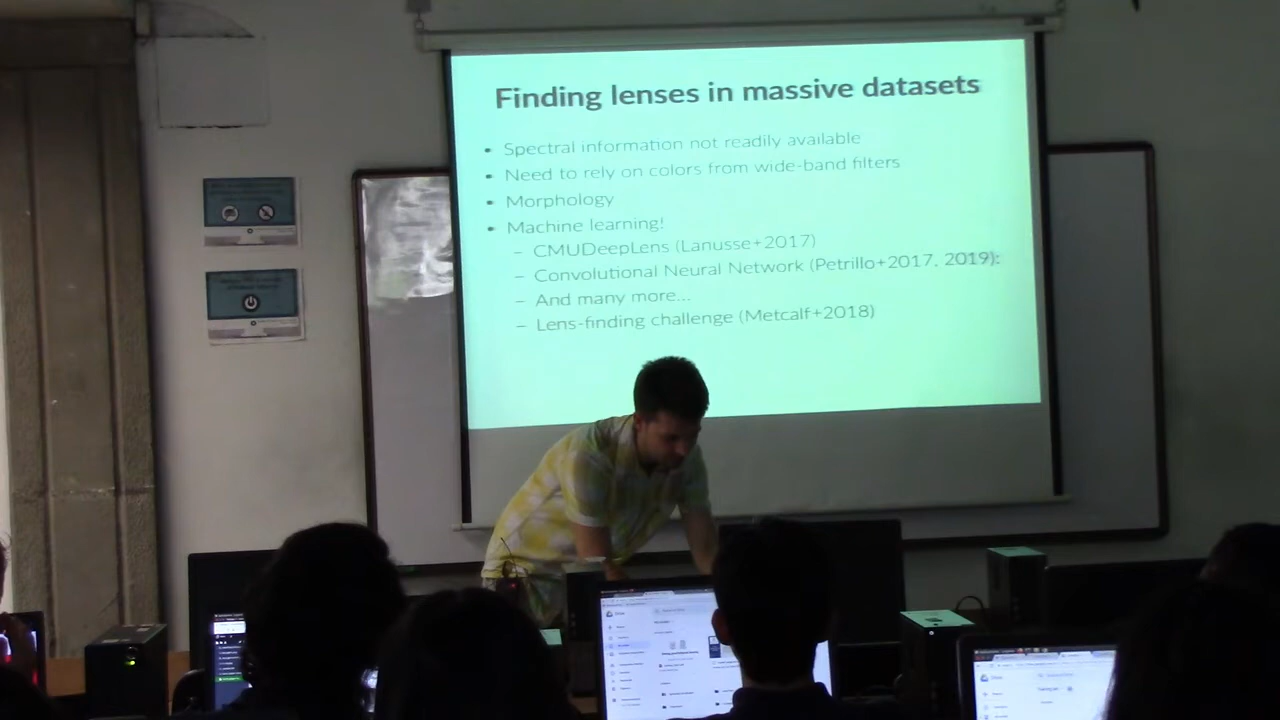 Finding lenses in massive datasets
• Spectral information not readily available
• Need to rely on colors from wide-band filters
• Morphology
• Machine learning!
– CMUDeepLens (Lanusse+2017)
– Convolutional Neural Network (Petrillo+2017, 2019):
– And many more...
– Lens-finding challenge (Metcalf+2018)